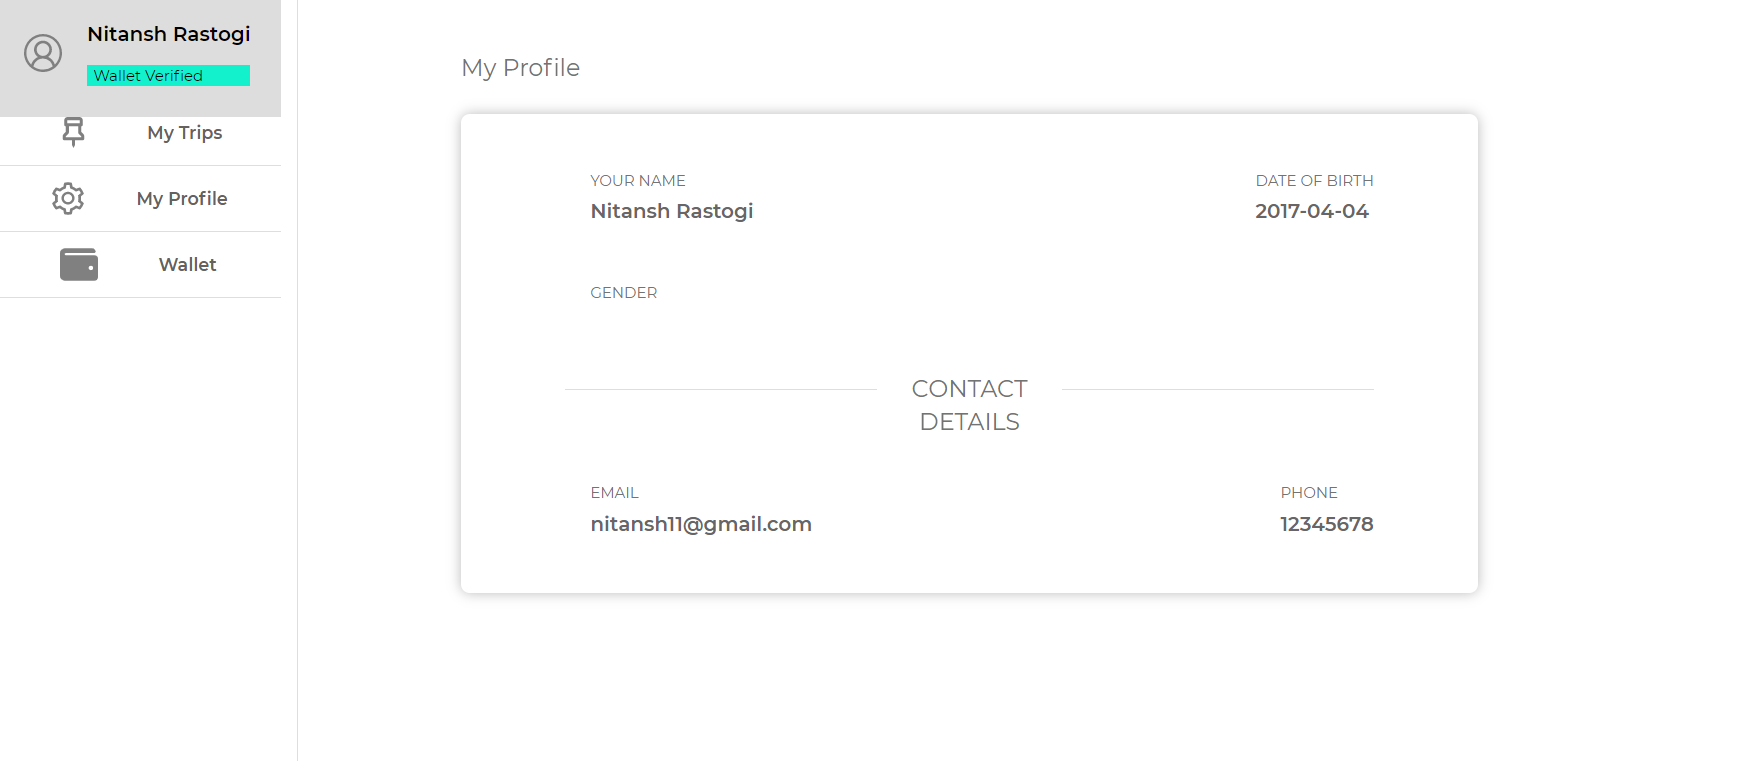 Nitansh Rastogi
Wallet Verified
My Trips
My Profile
Wallet
My Profile
YOUR NAME
Nitansh Rastogi
DATE OF BIRTH
2017-04-04
GENDER
CONTACT
DETAILS
EMAIL
nitansh11@gmail.com
PHONE
12345678